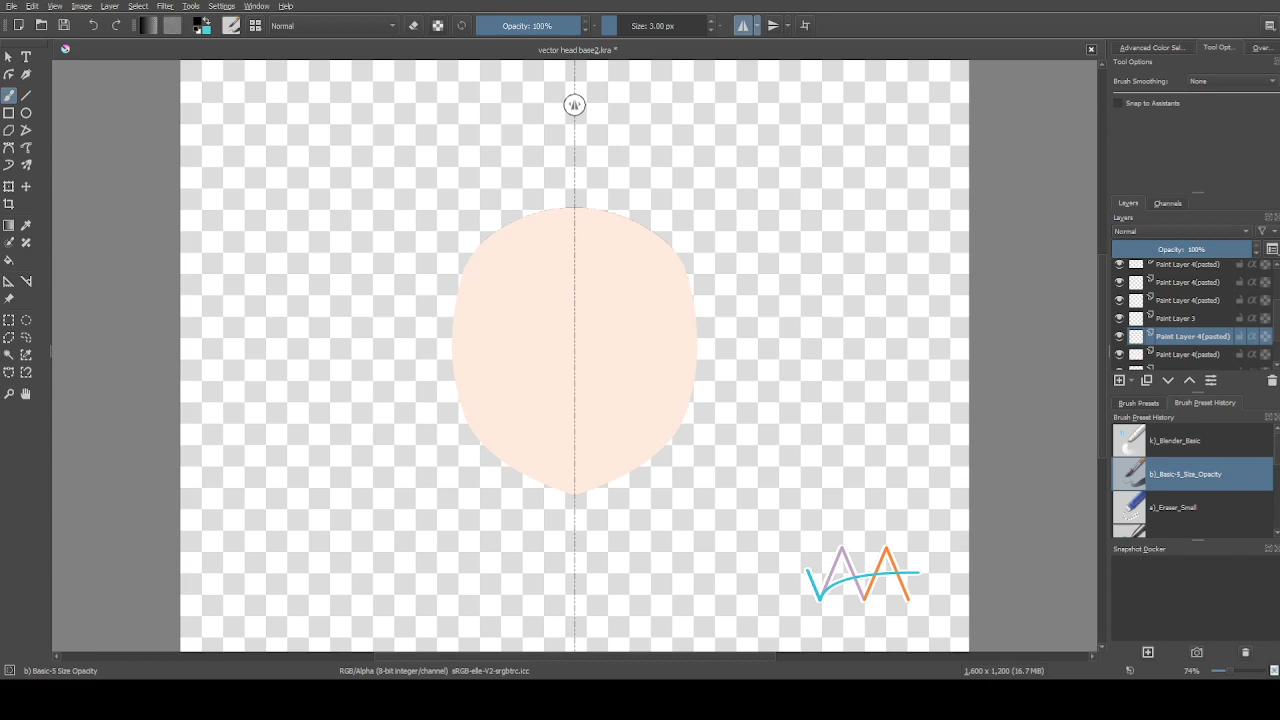 File Edit View Image Layer Select Filter Tools Settings Window Help
Normal Opacity: 100% Size: 3.00 px
vector head base2.kra *
Advanced Color Sel... Tool Opt... Over...
Tool Options
Brush Smoothing: None
Snap to Assistants
Layers Channels
Layers
Normal
Opacity: 100%
Paint Layer 4(pasted)
Paint Layer 4(pasted)
Paint Layer 4(pasted)
Paint Layer 3
Paint Layer 4(pasted)
Paint Layer 4(pasted)
Brush Presets Brush Preset History
Brush Preset History
k)_Blender_Basic
b)_Basic-5_Size_Opacity
a)_Eraser_Small
Snapshot Docker
b) Basic-5 Size Opacity RGB/Alpha (8-bit integer/channel) sRGB-elle-V2-srgbtrc.icc 1,600 x 1,200 (16.7 MiB) 74%